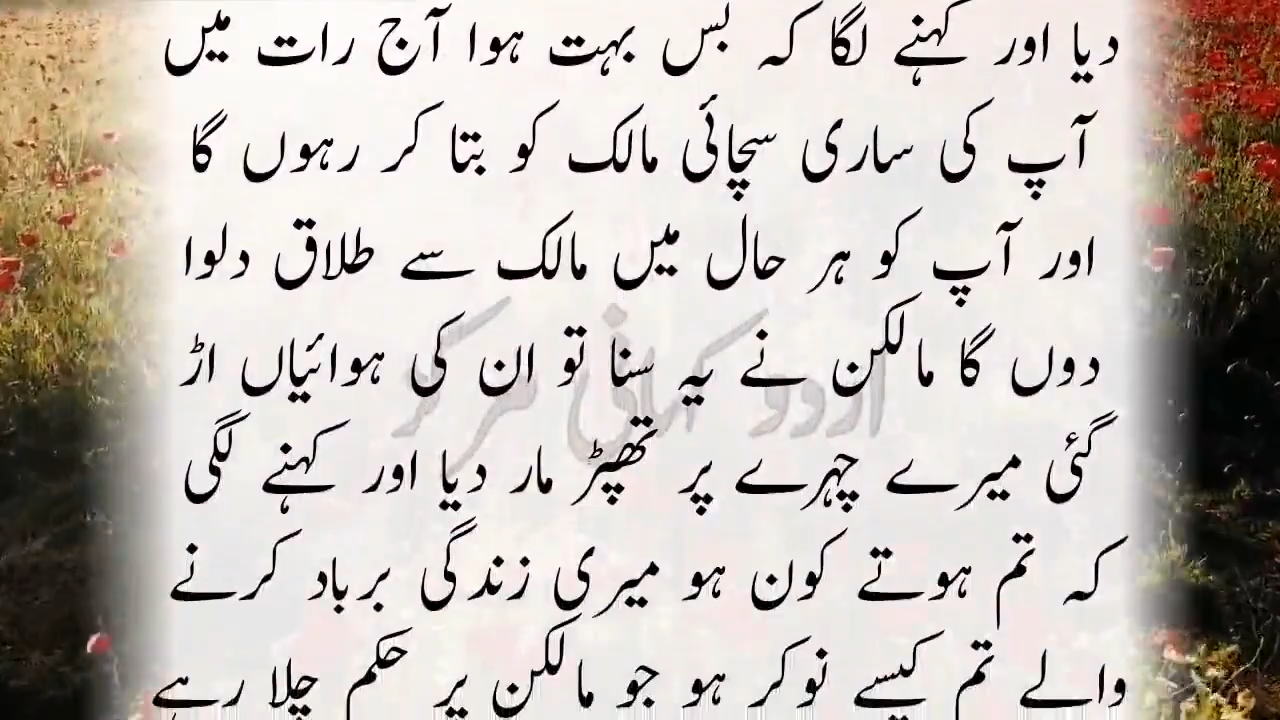 دیا اور کہنے لگا کہ بس بہت ہوا آج رات میں
آپ کی ساری سچائی مالک کو بتا کر رہوں گا
اور آپ کو ہر حال میں مالک سے طلاق دلوا
دوں گا مالکن نے یہ سنا تو ان کی ہوائیاں اڑ
اردو کہانی مرکز
گئی میرے چہرے پر تھپڑ مار دیا اور کہنے لگی
کہ تم ہوتے کون ہو میری زندگی برباد کرنے
والے تم کیسے نوکر ہو جو مالکن پر حکم چلا رہے